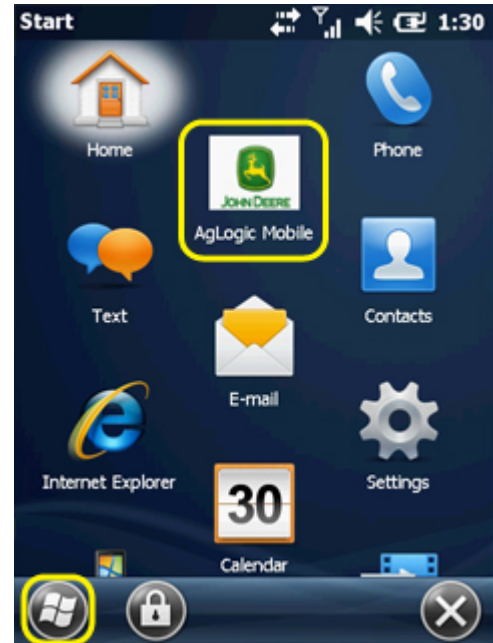 Start 1:30
Home
Phone
JOHN DEERE
AgLogic Mobile
Text
Contacts
E-mail
Internet Explorer
Settings
30
Calendar